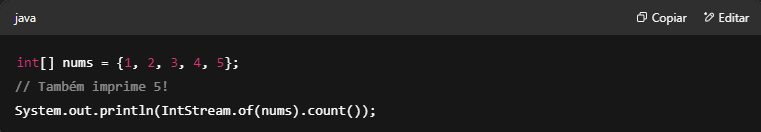 java Copiar Editar
int[] nums = {1, 2, 3, 4, 5};
// Também imprime 5!
System.out.println(IntStream.of(nums).count());